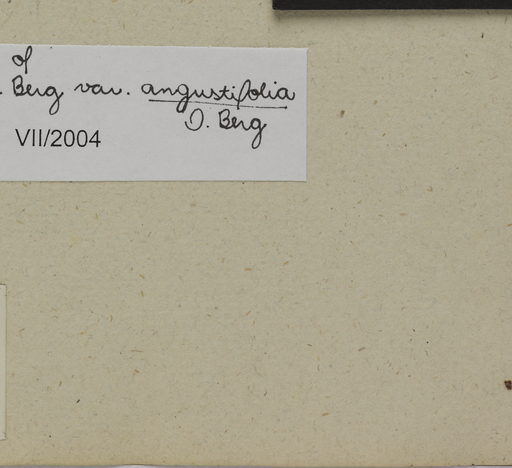 of
. Berg var. angustifolia
O. Berg
VII/2004